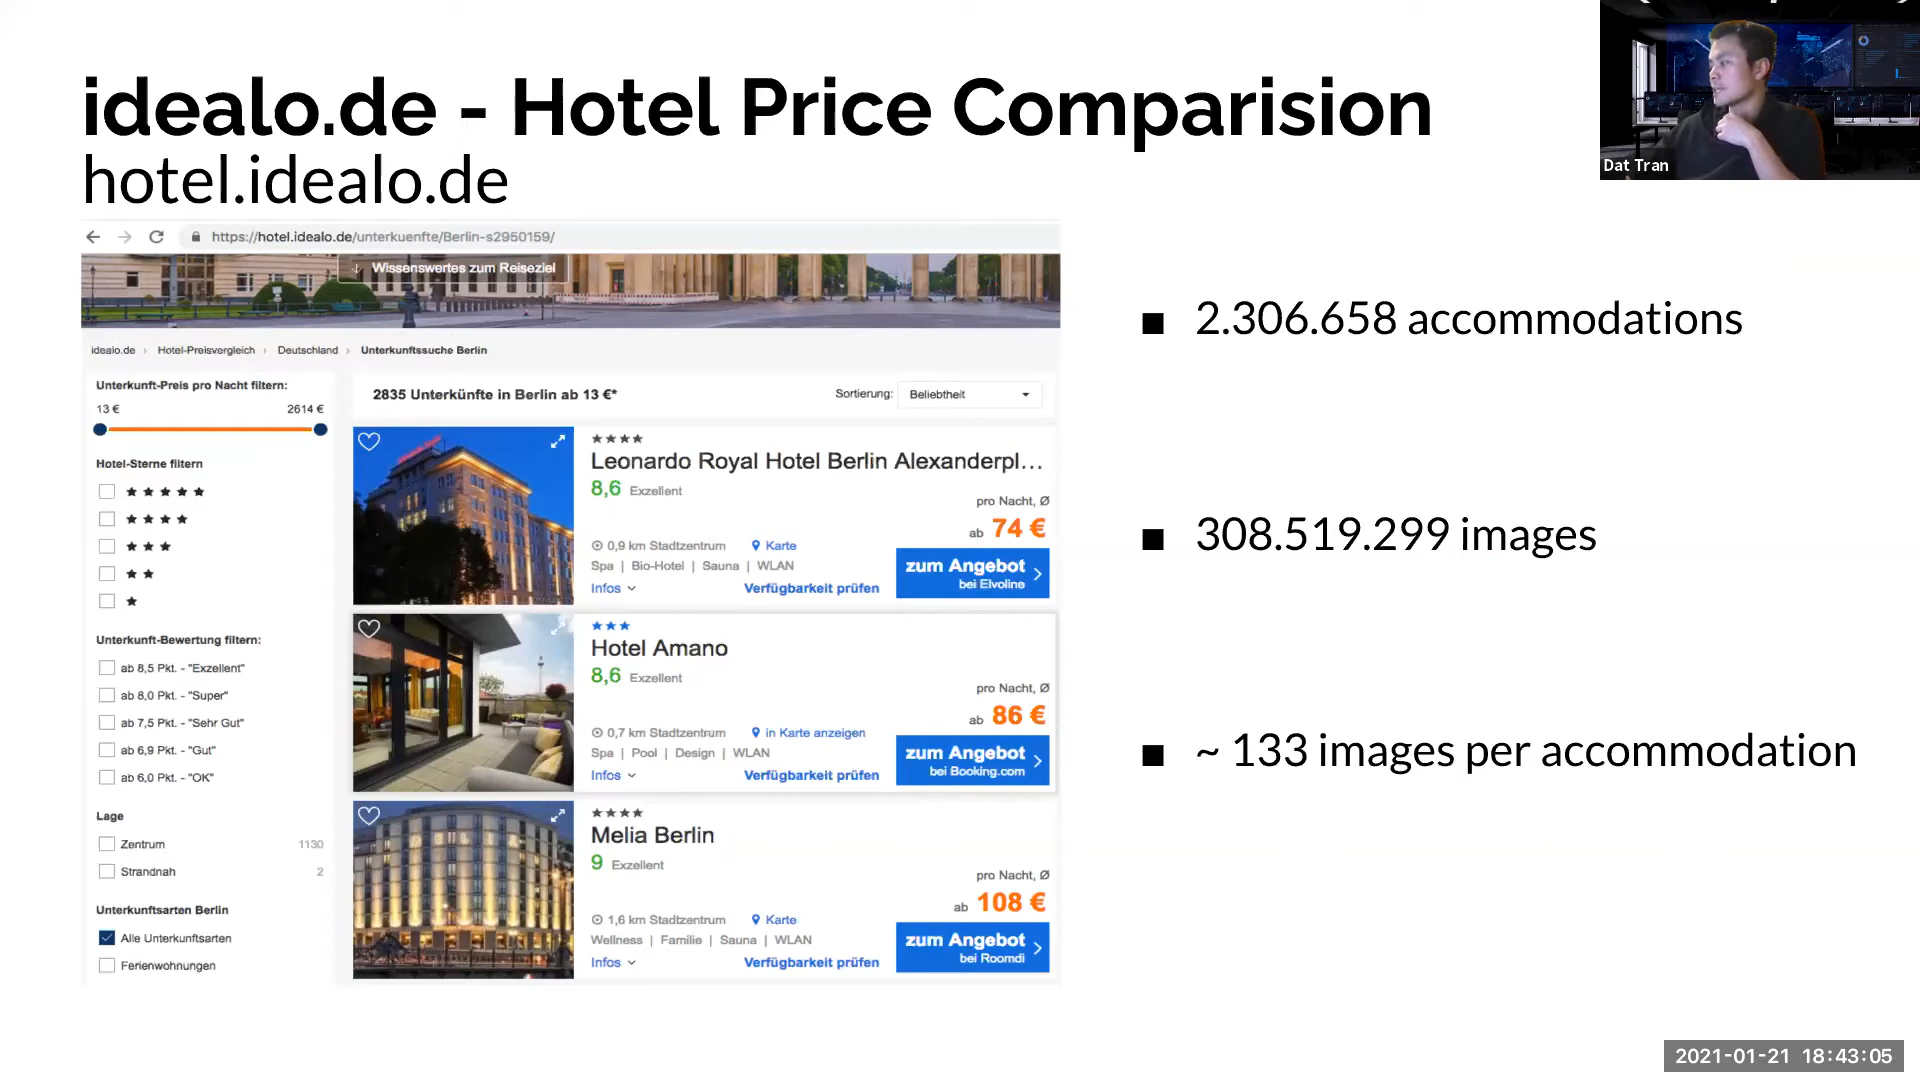 idealo.de - Hotel Price Comparision
hotel.idealo.de
Dat Tran
https://hotel.idealo.de/unterkuenfte/Berlin-s2950159/
Wissenswertes zum Reiseziel
idealo.de › Hotel-Preisvergleich › Deutschland › Unterkunftssuche Berlin
Unterkunft-Preis pro Nacht filtern:
13 € 2614 €
Hotel-Sterne filtern
Unterkunft-Bewertung filtern:
ab 8,5 Pkt. - "Exzellent"
ab 8,0 Pkt. - "Super"
ab 7,5 Pkt. - "Sehr Gut"
ab 6,9 Pkt. - "Gut"
ab 6,0 Pkt. - "OK"
Lage
Zentrum 1130
Strandnah 2
Unterkunftsarten Berlin
Alle Unterkunftsarten
Ferienwohnungen
2835 Unterkünfte in Berlin ab 13 €*
Sortierung: Beliebtheit
Leonardo Royal Hotel Berlin Alexanderpl...
8,6 Exzellent
pro Nacht, Ø
ab 74 €
0,9 km Stadtzentrum Karte
Spa | Bio-Hotel | Sauna | WLAN
Infos Verfügbarkeit prüfen
zum Angebot
bei Elvoline
Hotel Amano
8,6 Exzellent
pro Nacht, Ø
ab 86 €
0,7 km Stadtzentrum in Karte anzeigen
Spa | Pool | Design | WLAN
Infos Verfügbarkeit prüfen
zum Angebot
bei Booking.com
Melia Berlin
9 Exzellent
pro Nacht, Ø
ab 108 €
1,6 km Stadtzentrum Karte
Wellness | Familie | Sauna | WLAN
Infos Verfügbarkeit prüfen
zum Angebot
bei Roomdi
■ 2.306.658 accommodations
■ 308.519.299 images
■ ~ 133 images per accommodation
2021-01-21 18:43:05